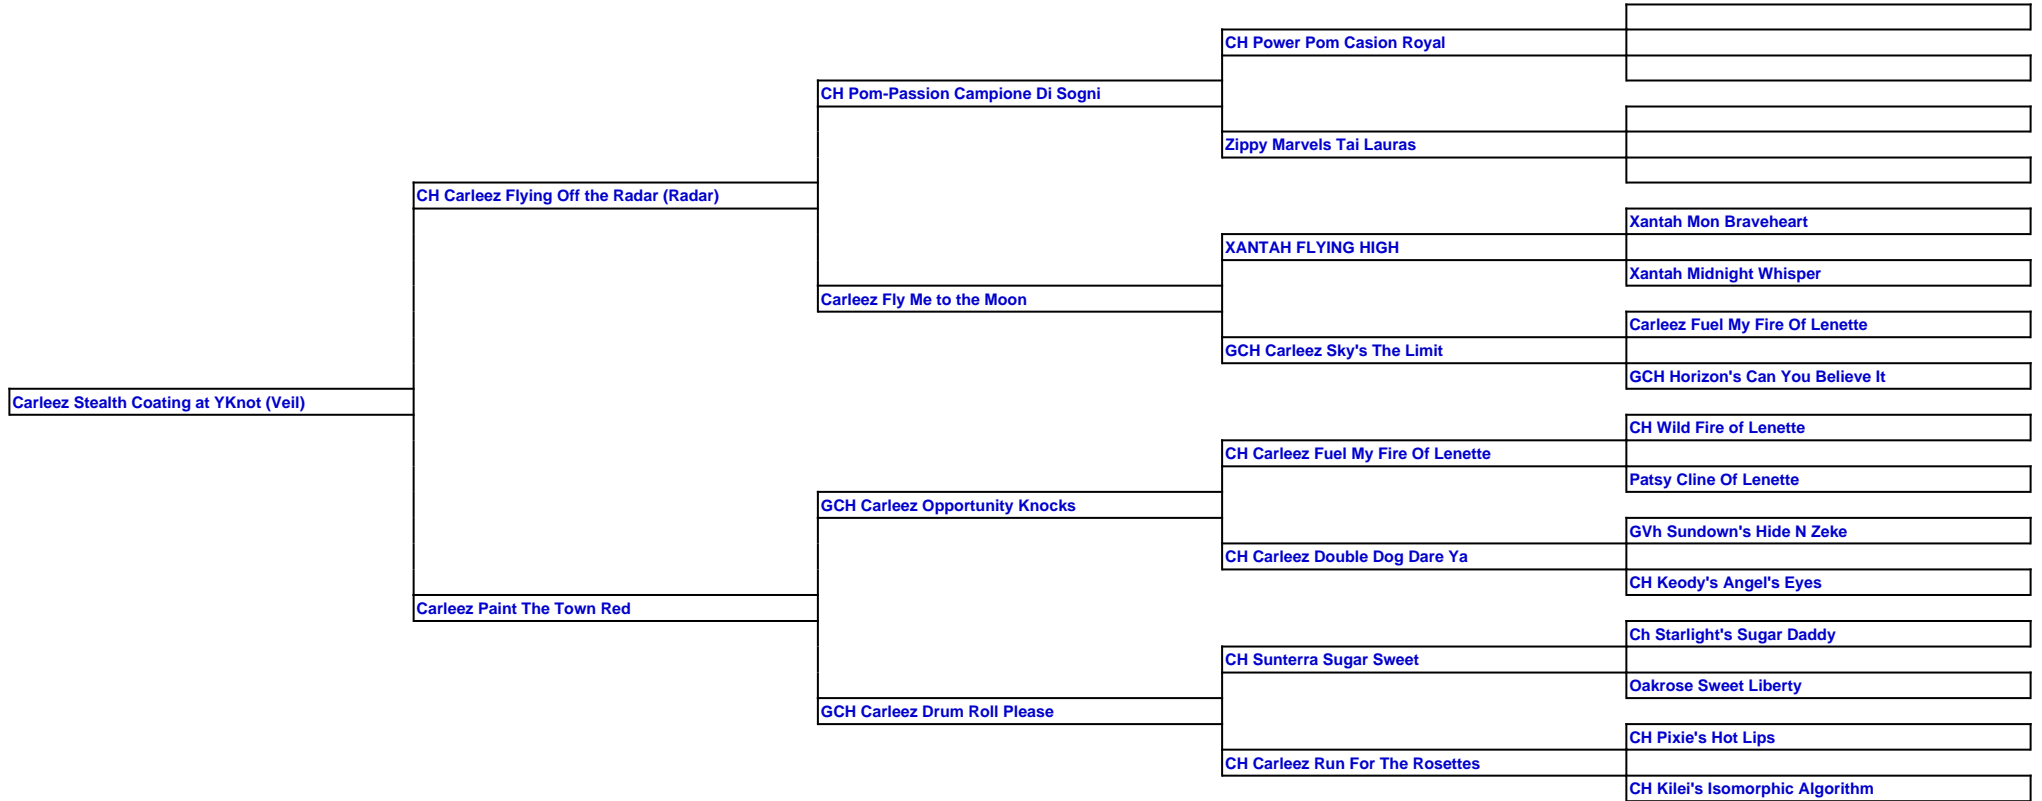 CH Power Pom Casion Royal
CH Pom-Passion Campione Di Sogni
Zippy Marvels Tai Lauras
CH Carleez Flying Off the Radar (Radar)
Xantah Mon Braveheart
XANTAH FLYING HIGH
Xantah Midnight Whisper
Carleez Fly Me to the Moon
Carleez Fuel My Fire Of Lenette
GCH Carleez Sky's The Limit
GCH Horizon's Can You Believe It
Carleez Stealth Coating at YKnot (Veil)
CH Wild Fire of Lenette
CH Carleez Fuel My Fire Of Lenette
Patsy Cline Of Lenette
GCH Carleez Opportunity Knocks
GVh Sundown's Hide N Zeke
CH Carleez Double Dog Dare Ya
CH Keody's Angel's Eyes
Carleez Paint The Town Red
Ch Starlight's Sugar Daddy
CH Sunterra Sugar Sweet
Oakrose Sweet Liberty
GCH Carleez Drum Roll Please
CH Pixie's Hot Lips
CH Carleez Run For The Rosettes
CH Kilei's Isomorphic Algorithm